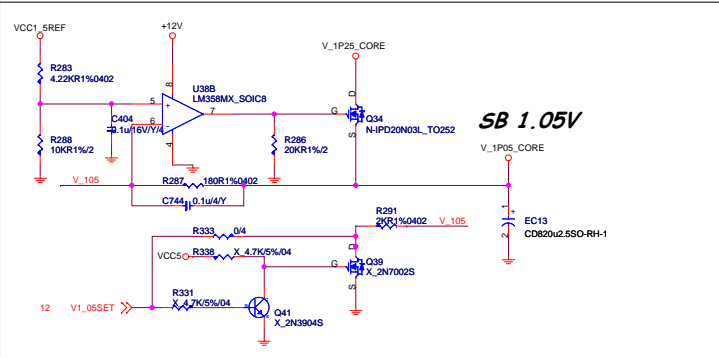 VCC1_5REF
+12V
V_1P25_CORE
R283
4.22KR1%0402
U38B
LM358MX_SOIC8
8
D
C404
0.1u/16V/Y/4
5
+
7
G
Q34
N-IPD20N03L_TO252
SB 1.05V
6
-
4
S
R288
10KR1%/2
R286
20KR1%/2
V_1P05_CORE
V_105
R287
180R1%0402
C744
0.1u/4/Y
1
+
EC13
CD820u2.5SO-RH-1
2
R291
2KR1%0402
V_105
R333
0/4
VCC5
R338
X_4.7K/5%/04
D
G
Q39
X_2N7002S
S
R331
X_4.7K/5%/04
12
V1_05SET
Q41
X_2N3904S